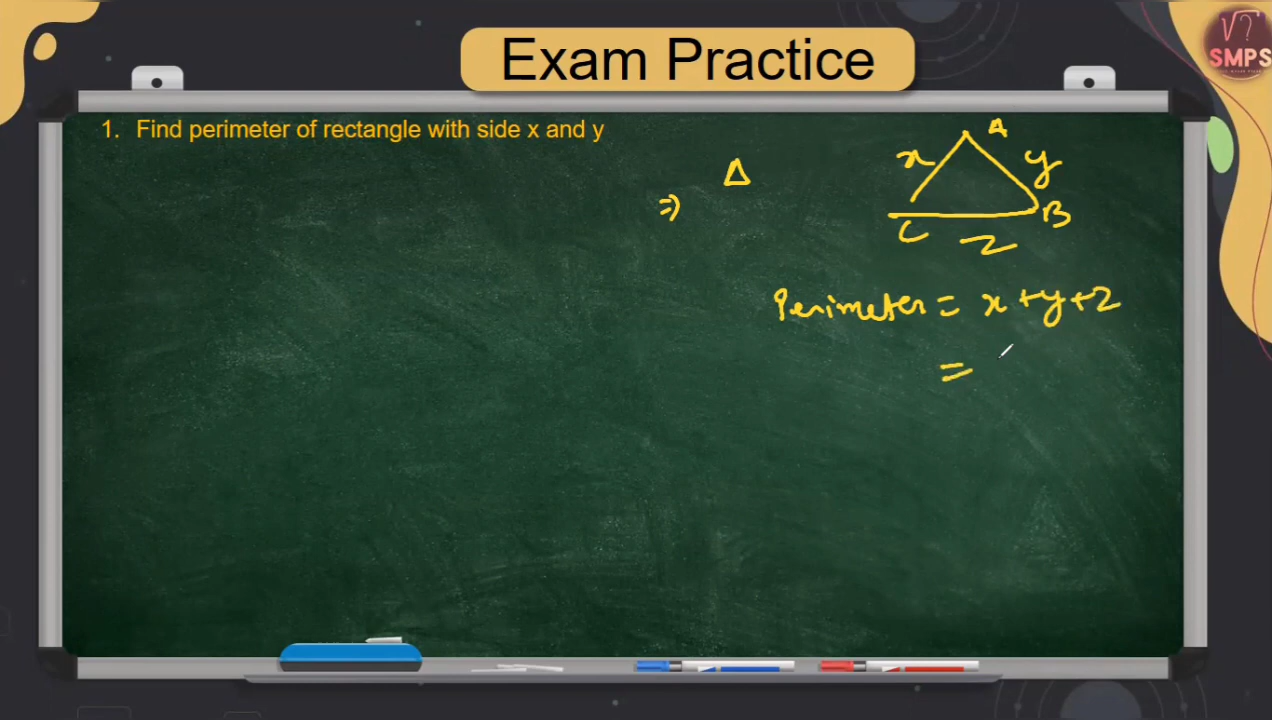 Exam Practice
√?
SMPS
1. Find perimeter of rectangle with side x and y
A
x
y
Δ
⇒
B
C
z
Perimeter = x+y+z
=